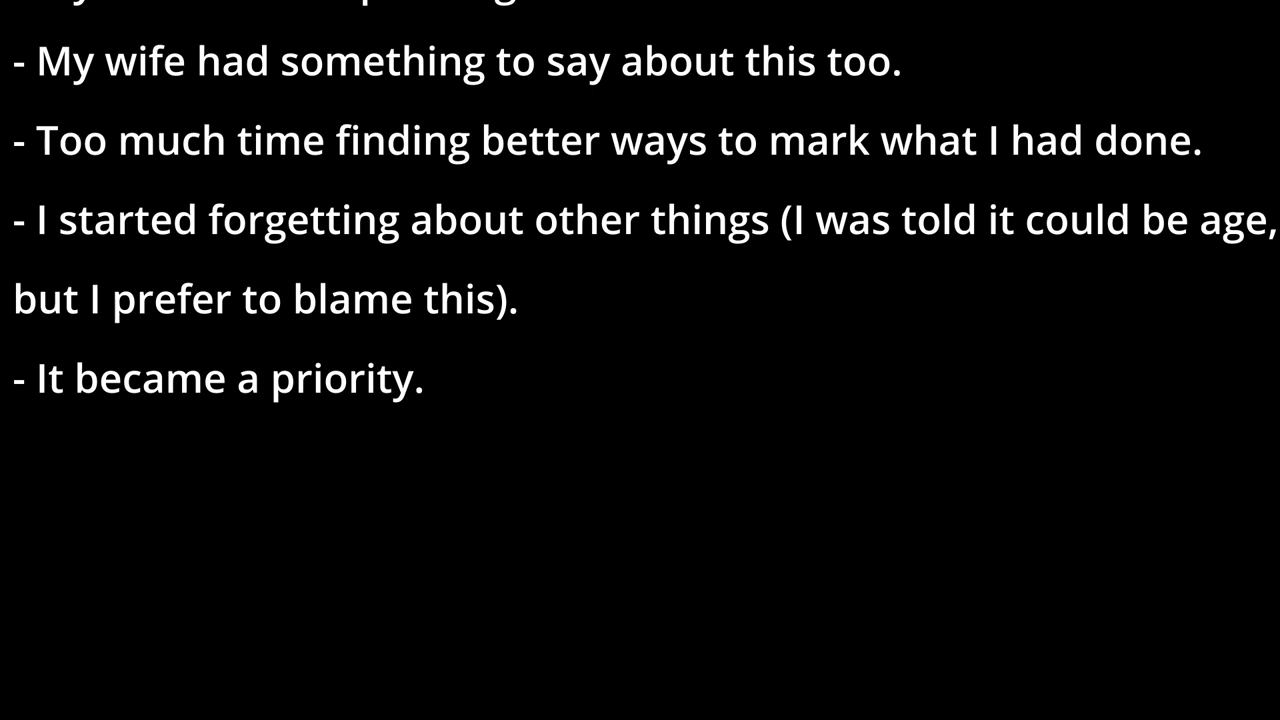 - My wife had something to say about this too.
- Too much time finding better ways to mark what I had done.
- I started forgetting about other things (I was told it could be age,
but I prefer to blame this).
- It became a priority.